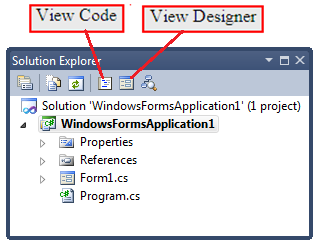 View Code
View Designer
Solution Explorer
Solution 'WindowsFormsApplication1' (1 project)
WindowsFormsApplication1
Properties
References
Form1.cs
Program.cs